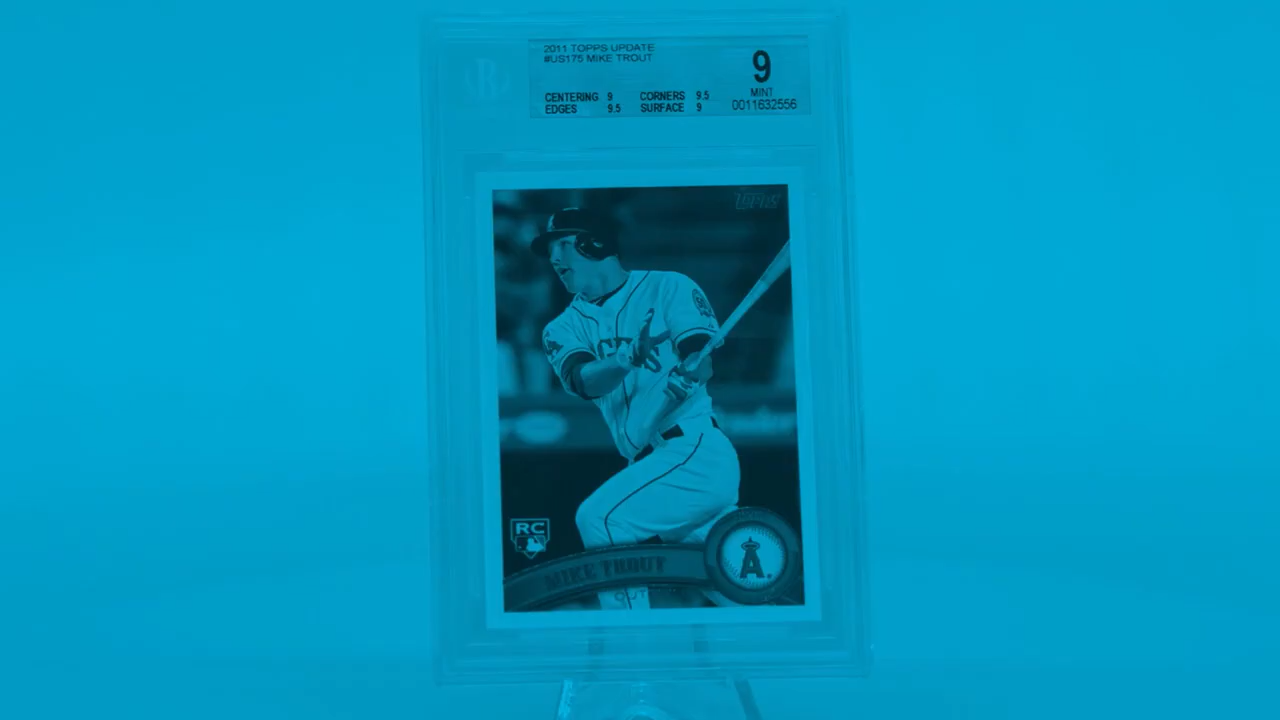 2011 TOPPS UPDATE
#US175 MIKE TROUT
9
MINT
0011632556
CENTERING 9 CORNERS 9.5
EDGES 9.5 SURFACE 9
TOPPS
RC
MIKE TROUT
A